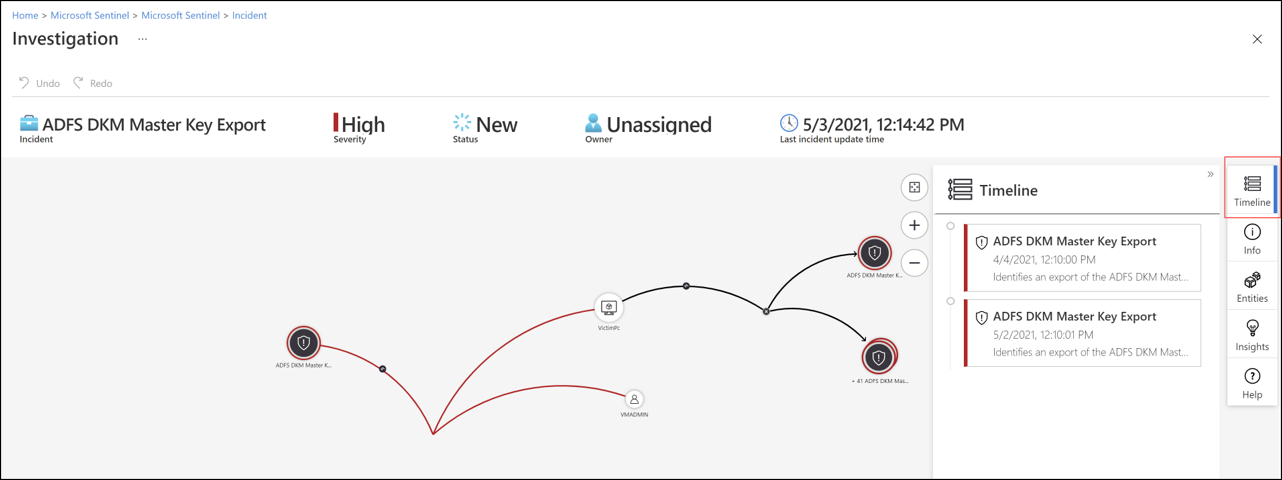 Home > Microsoft Sentinel > Microsoft Sentinel > Incident
Investigation ...
Undo Redo
ADFS DKM Master Key Export
Incident
High
Severity
New
Status
Unassigned
Owner
5/3/2021, 12:14:42 PM
Last incident update time
ADFS DKM Master K...
VictimPc
VMADMIN
ADFS DKM Master K...
+ 41 ADFS DKM Mas...
Timeline
ADFS DKM Master Key Export
4/4/2021, 12:10:00 PM
Identifies an export of the ADFS DKM Mast...
ADFS DKM Master Key Export
5/2/2021, 12:10:01 PM
Identifies an export of the ADFS DKM Mast...
Timeline
Info
Entities
Insights
Help